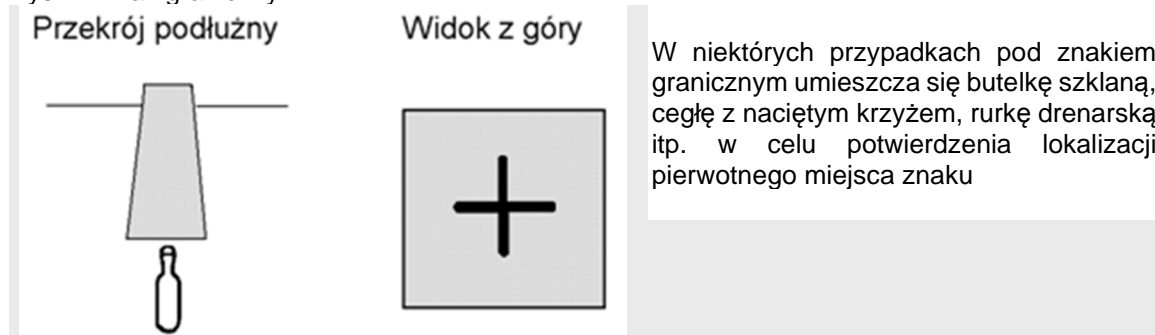 Przekrój podłużny
Widok z góry
W niektórych przypadkach pod znakiem
granicznym umieszcza się butelkę szklaną,
cegłę z naciętym krzyżem, rurkę drenarską
itp. w celu potwierdzenia lokalizacji
pierwotnego miejsca znaku